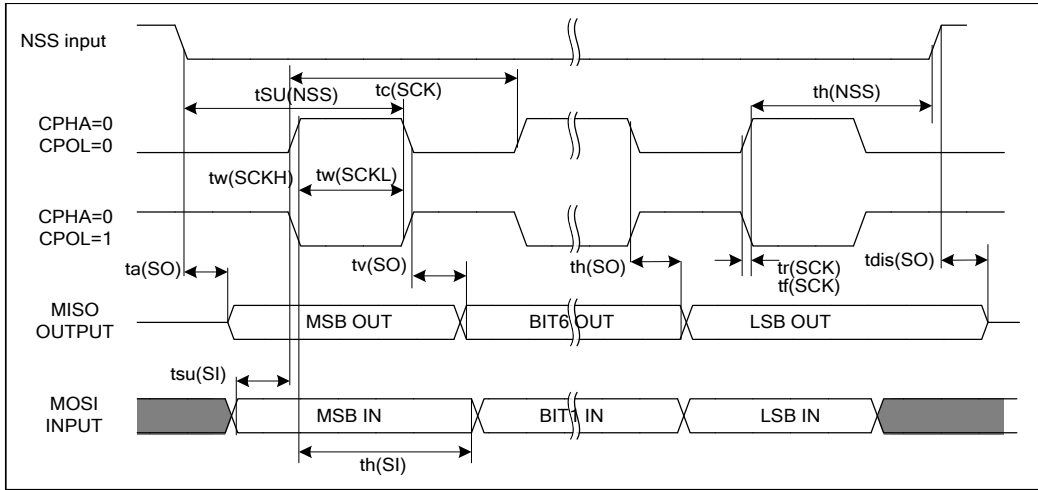 NSS input
tSU(NSS)
tc(SCK)
th(NSS)
CPHA=0
CPOL=0
tw(SCKH)
tw(SCKL)
CPHA=0
CPOL=1
ta(SO)
tv(SO)
th(SO)
tr(SCK)
tf(SCK)
tdis(SO)
MISO
OUTPUT
MSB OUT
BIT6 OUT
LSB OUT
tsu(SI)
MOSI
INPUT
MSB IN
BIT1 IN
LSB IN
th(SI)